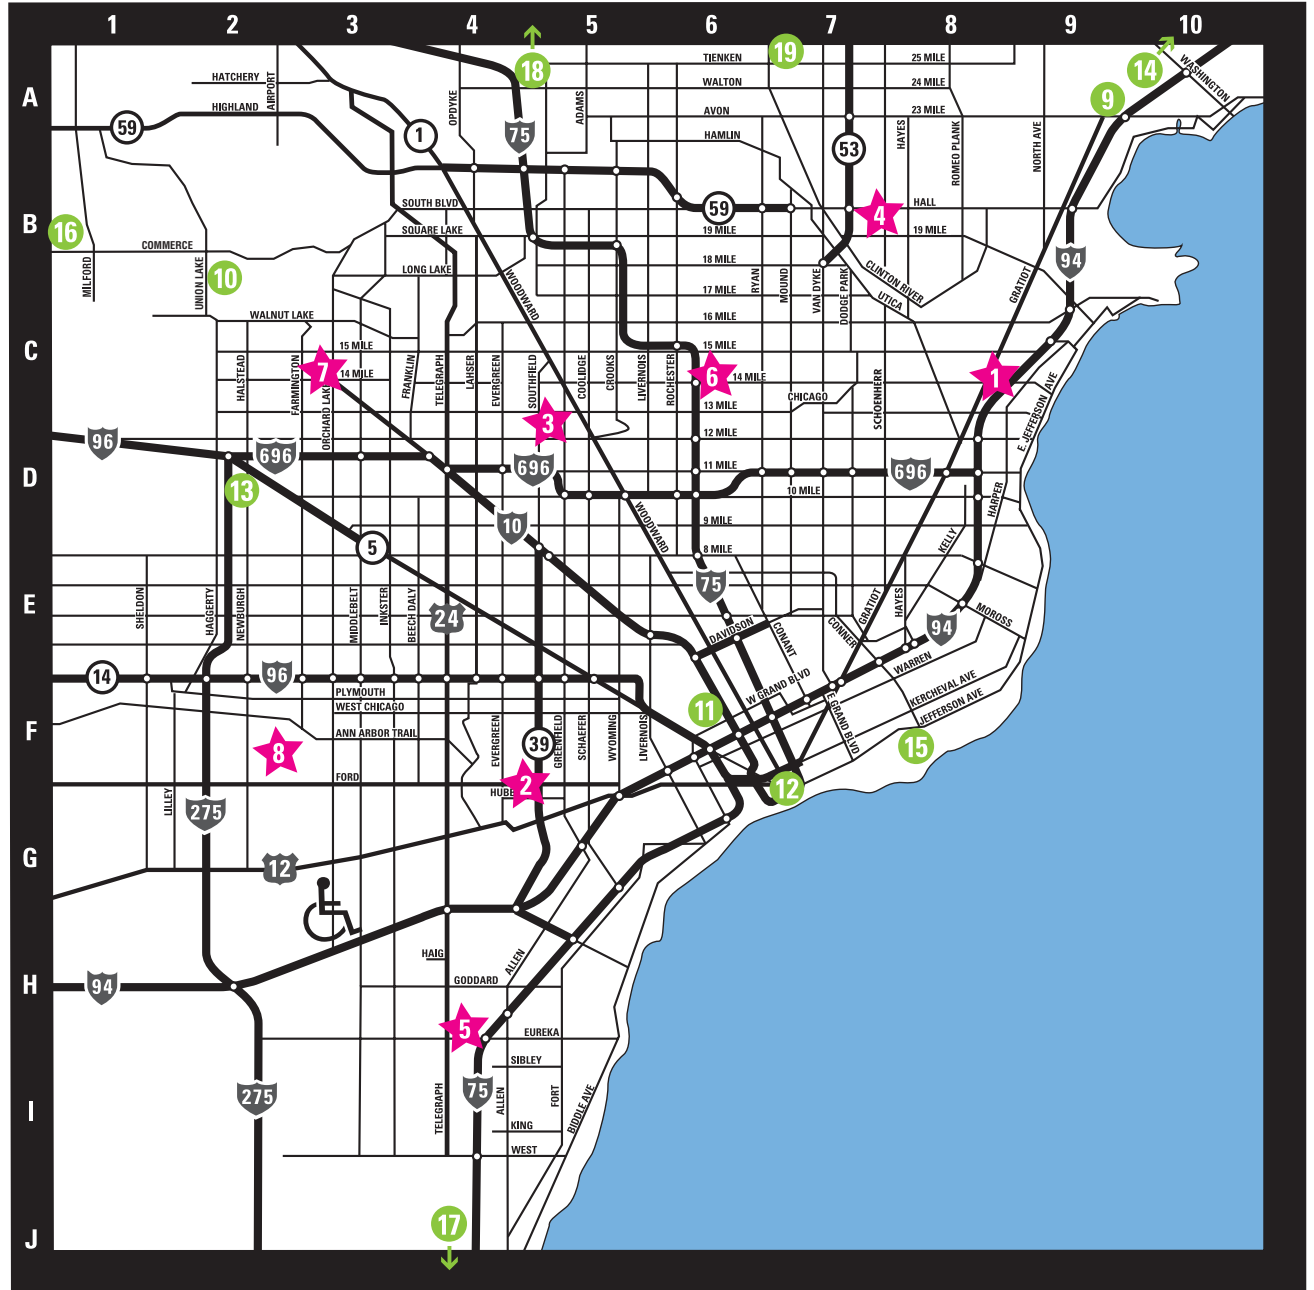 1 2 3 4 5 6 7 8 9 10
A
B
C
D
E
F
G
H
I
J
18
19
14
9
TIENKEN
25 MILE
WASHINGTON
HATCHERY
AIRPORT
WALTON
24 MILE
HIGHLAND
OPDYKE
ADAMS
AVON
23 MILE
59
1
75
HAMLIN
53
HAYES
ROMEO PLANK
NORTH AVE
SOUTH BLVD
59
4
HALL
16
SQUARE LAKE
19 MILE
19 MILE
COMMERCE
MILFORD
UNION LAKE
10
LONG LAKE
WOODWARD
18 MILE
RYAN
MOUND
VAN DYKE
DODGE PARK
CLINTON RIVER
UTICA
GRATIOT
94
17 MILE
WALNUT LAKE
16 MILE
15 MILE
15 MILE
HALSTEAD
FARMINGTON
7
14 MILE
ORCHARD LAKE
FRANKLIN
TELEGRAPH
LAHSER
EVERGREEN
SOUTHFIELD
COOLIDGE
CROOKS
LIVERNOIS
ROCHESTER
6
14 MILE
CHICAGO
13 MILE
SCHOENHERR
1
E. JEFFERSON AVE
3
12 MILE
96
696
696
11 MILE
696
13
10 MILE
HARPER
10
WOODWARD
9 MILE
5
8 MILE
KELLY
75
SHELDON
HAGGERTY
NEWBURGH
MIDDLEBELT
INKSTER
BEECH DALY
24
DAVIDSON
CONANT
CONNER
GRATIOT
HAYES
94
MOROSS
WARREN
14
96
PLYMOUTH
WEST CHICAGO
W GRAND BLVD
E GRAND BLVD
KERCHEVAL AVE
JEFFERSON AVE
11
15
ANN ARBOR TRAIL
8
EVERGREEN
39
GREENFIELD
SCHAEFER
WYOMING
LIVERNOIS
FORD
2
12
LILLEY
275
12
HAIG
ALLEN
94
GODDARD
5
EUREKA
SIBLEY
275
TELEGRAPH
75
ALLEN
FORT
BIDDLE AVE
KING
WEST
17